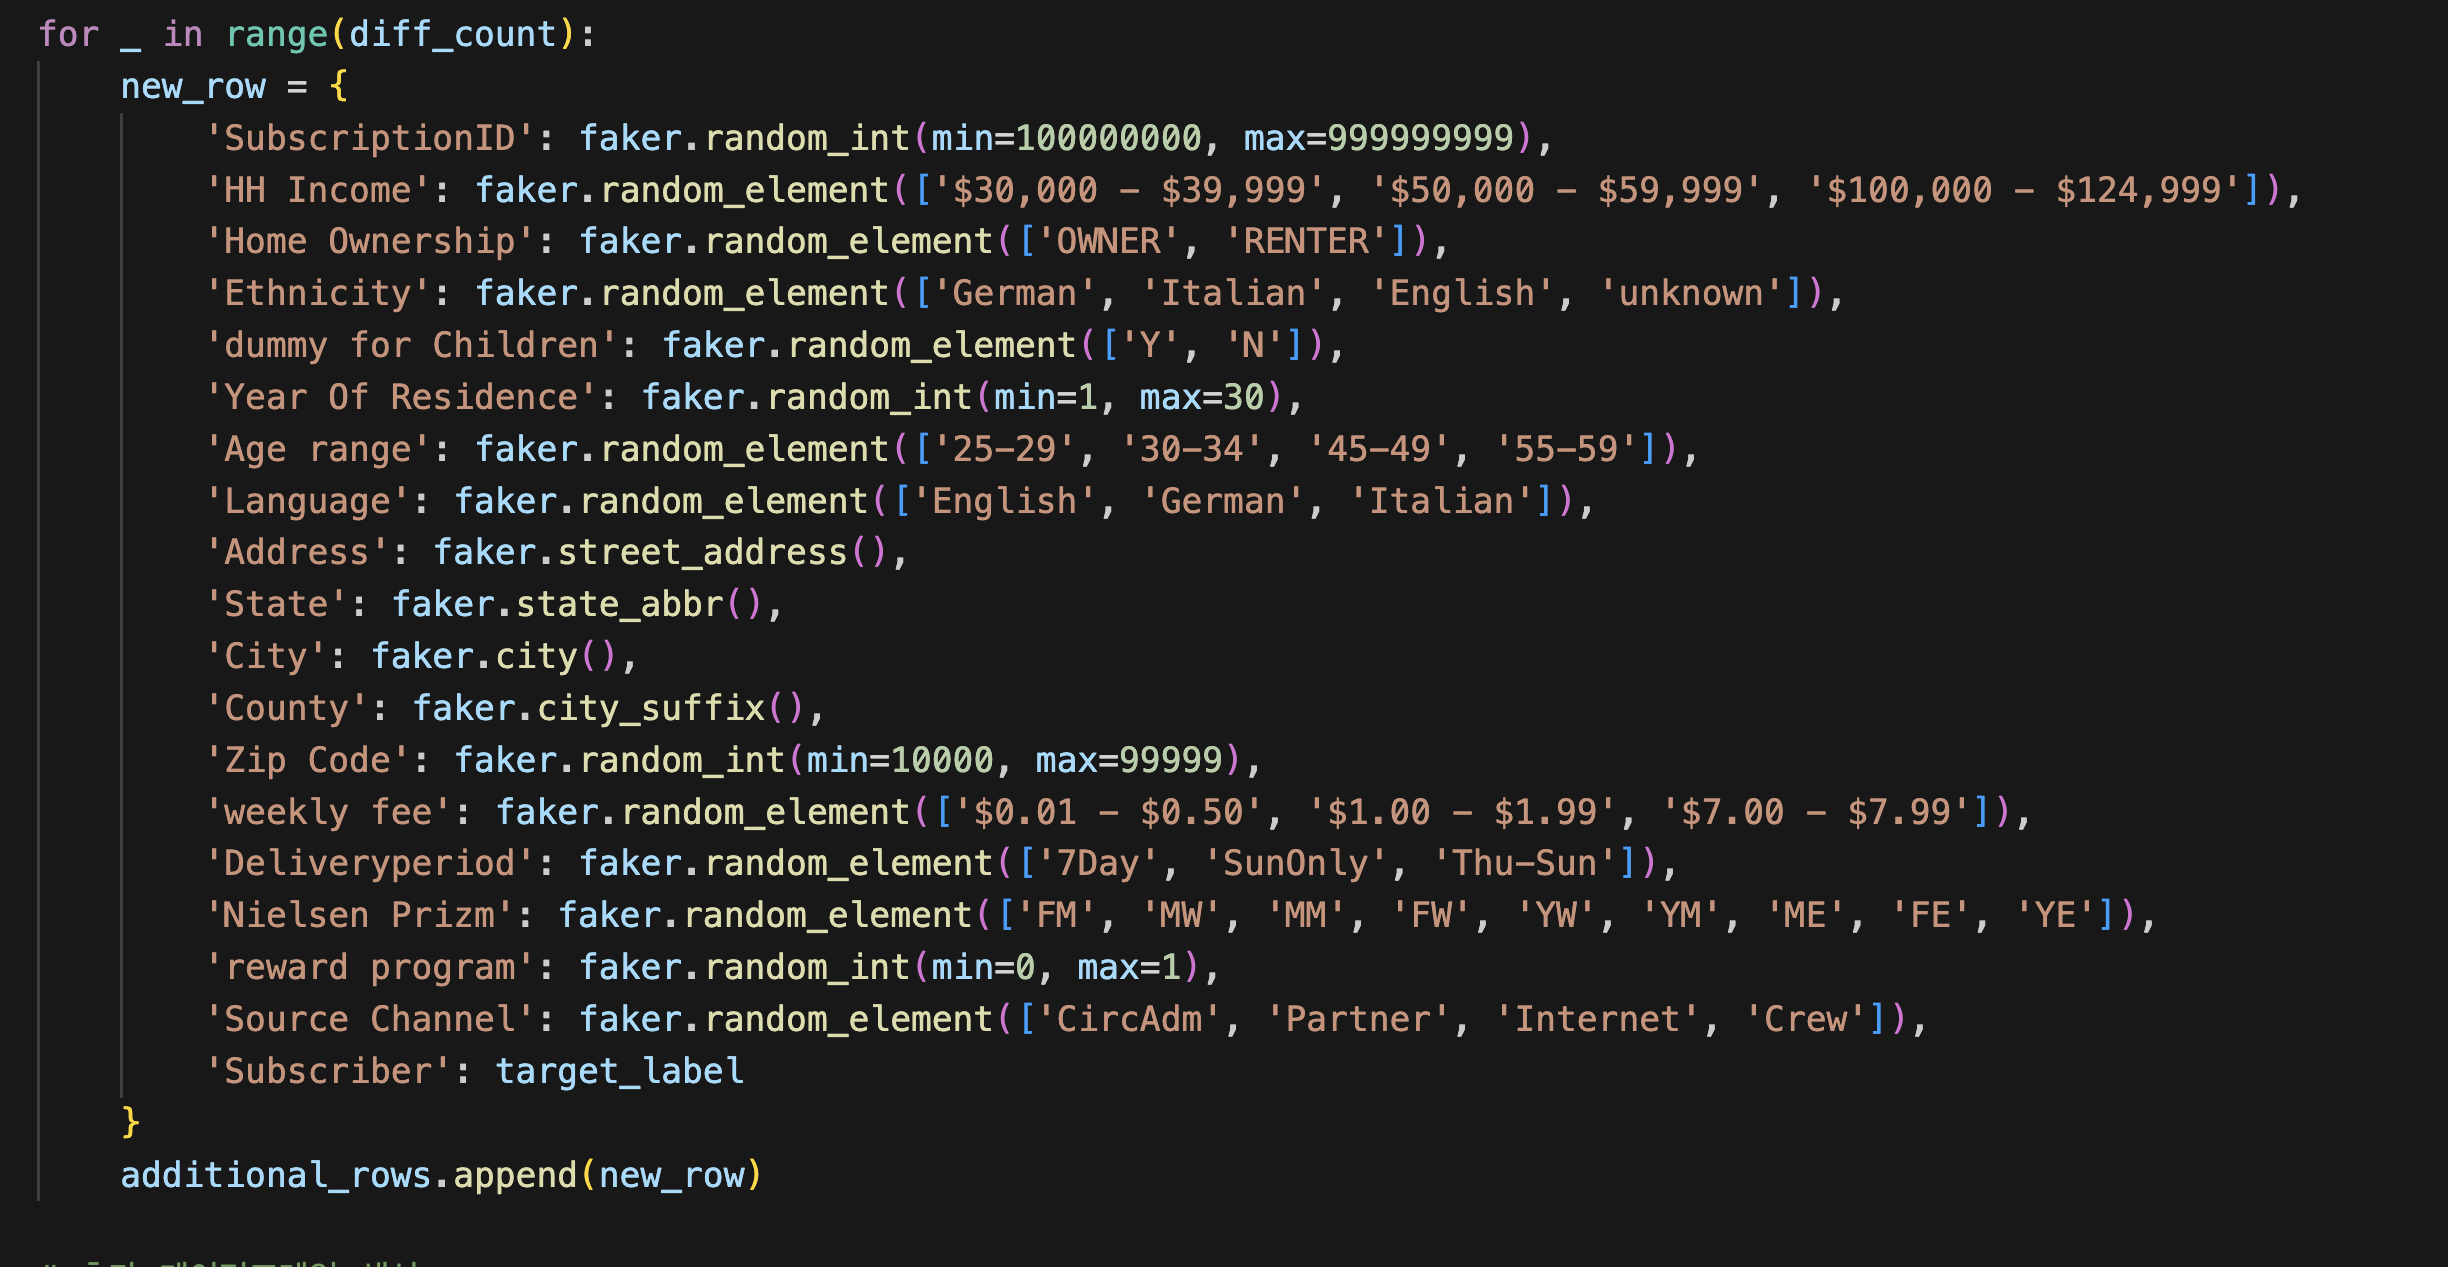 for _ in range(diff_count):
    new_row = {
        'SubscriptionID': faker.random_int(min=100000000, max=999999999),
        'HH Income': faker.random_element(['$30,000 - $39,999', '$50,000 - $59,999', '$100,000 - $124,999']),
        'Home Ownership': faker.random_element(['OWNER', 'RENTER']),
        'Ethnicity': faker.random_element(['German', 'Italian', 'English', 'unknown']),
        'dummy for Children': faker.random_element(['Y', 'N']),
        'Year Of Residence': faker.random_int(min=1, max=30),
        'Age range': faker.random_element(['25-29', '30-34', '45-49', '55-59']),
        'Language': faker.random_element(['English', 'German', 'Italian']),
        'Address': faker.street_address(),
        'State': faker.state_abbr(),
        'City': faker.city(),
        'County': faker.city_suffix(),
        'Zip Code': faker.random_int(min=10000, max=99999),
        'weekly fee': faker.random_element(['$0.01 - $0.50', '$1.00 - $1.99', '$7.00 - $7.99']),
        'Deliveryperiod': faker.random_element(['7Day', 'SunOnly', 'Thu-Sun']),
        'Nielsen Prizm': faker.random_element(['FM', 'MW', 'MM', 'FW', 'YW', 'YM', 'ME', 'FE', 'YE']),
        'reward program': faker.random_int(min=0, max=1),
        'Source Channel': faker.random_element(['CircAdm', 'Partner', 'Internet', 'Crew']),
        'Subscriber': target_label
    }
    additional_rows.append(new_row)